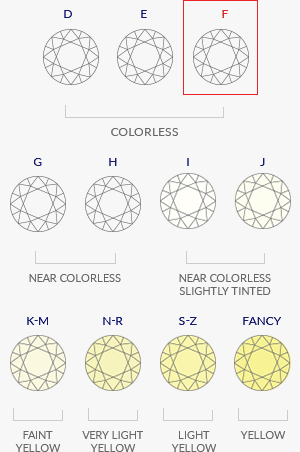 D E F
COLORLESS
G H I J
NEAR COLORLESS
NEAR COLORLESS
SLIGHTLY TINTED
K-M N-R S-Z FANCY
FAINT
YELLOW
VERY LIGHT
YELLOW
LIGHT
YELLOW
YELLOW